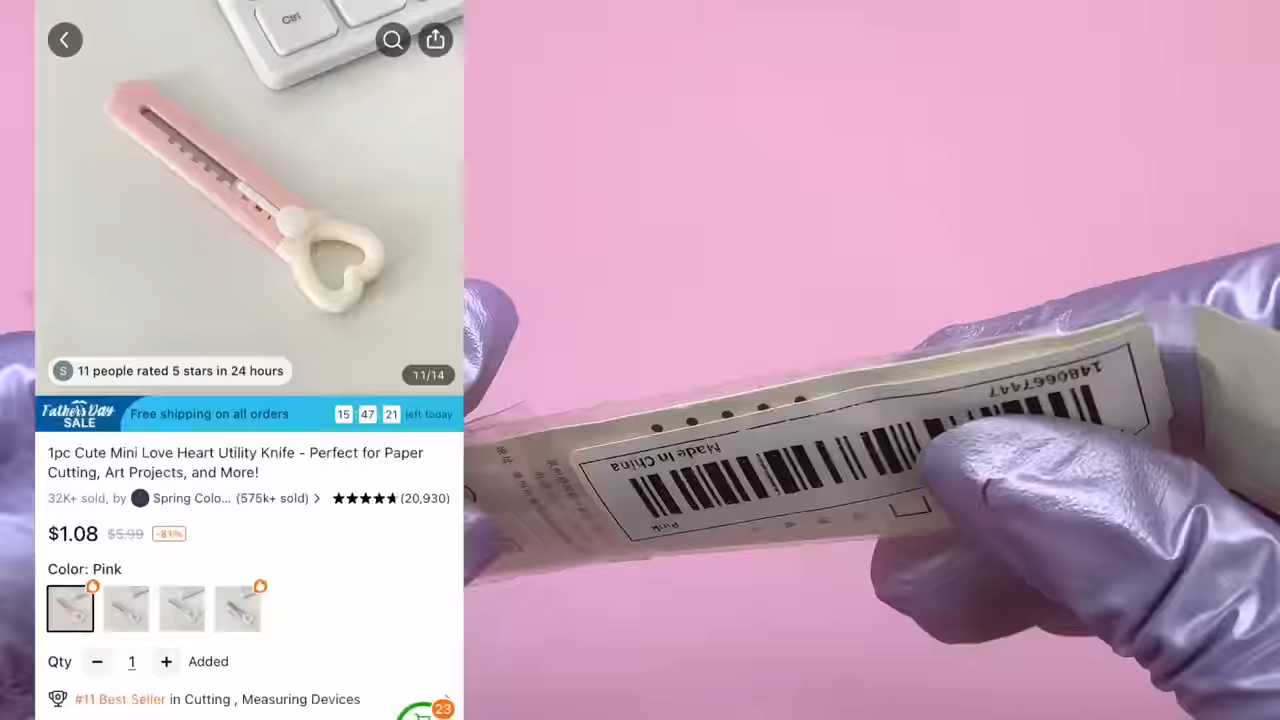 Ctrl
S 11 people rated 5 stars in 24 hours
11/14
Father's Day
SALE
Free shipping on all orders
15 47 21 left today
1pc Cute Mini Love Heart Utility Knife - Perfect for Paper
Cutting, Art Projects, and More!
32K+ sold, by Spring Colo... (575k+ sold) > ★★★★★ (20,930)
$1.08 $5.99 -81%
Color: Pink
Qty − 1 + Added
#11 Best Seller in Cutting , Measuring Devices
23
1480667447
Made in China
Pink